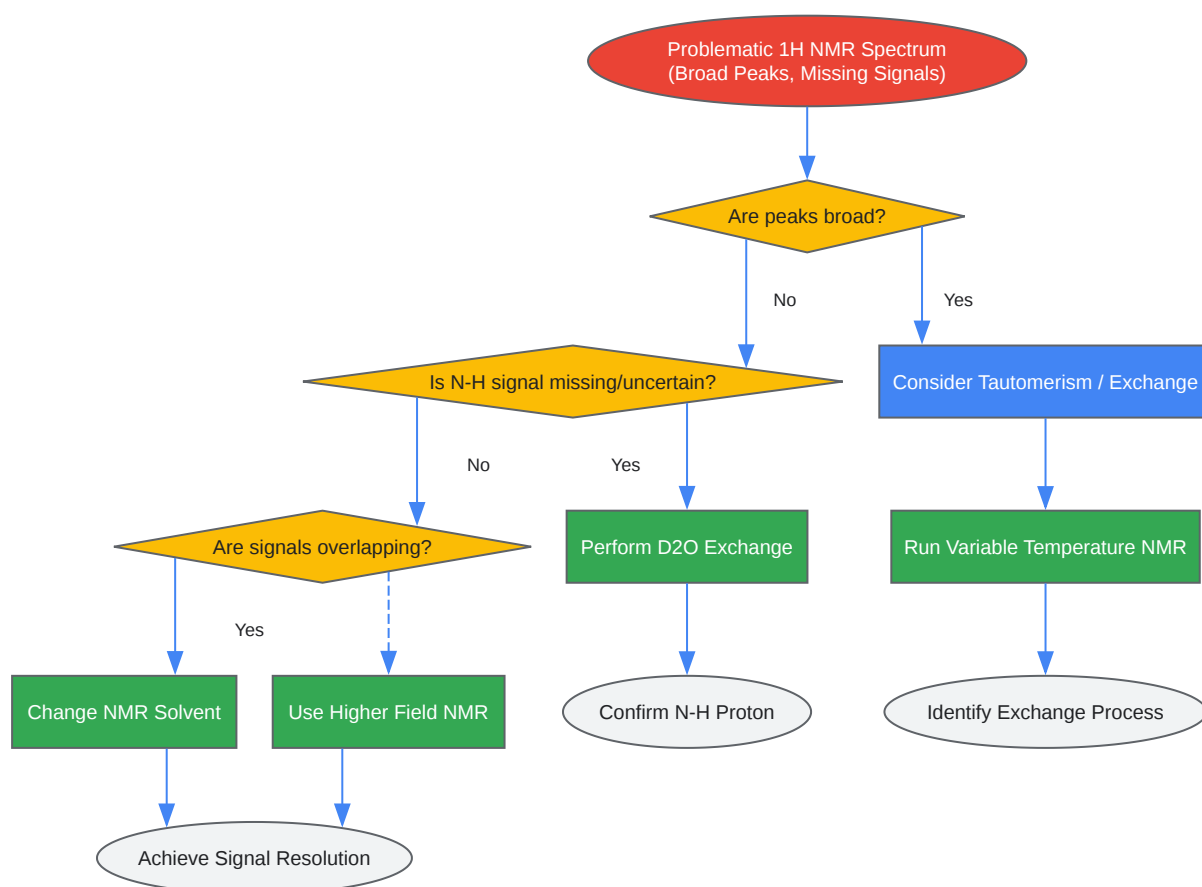 Problematic 1H NMR Spectrum
(Broad Peaks, Missing Signals)
Are peaks broad?
No
Yes
Is N-H signal missing/uncertain?
Consider Tautomerism / Exchange
No
Yes
Are signals overlapping?
Perform D2O Exchange
Run Variable Temperature NMR
Yes
Change NMR Solvent
Use Higher Field NMR
Confirm N-H Proton
Identify Exchange Process
Achieve Signal Resolution